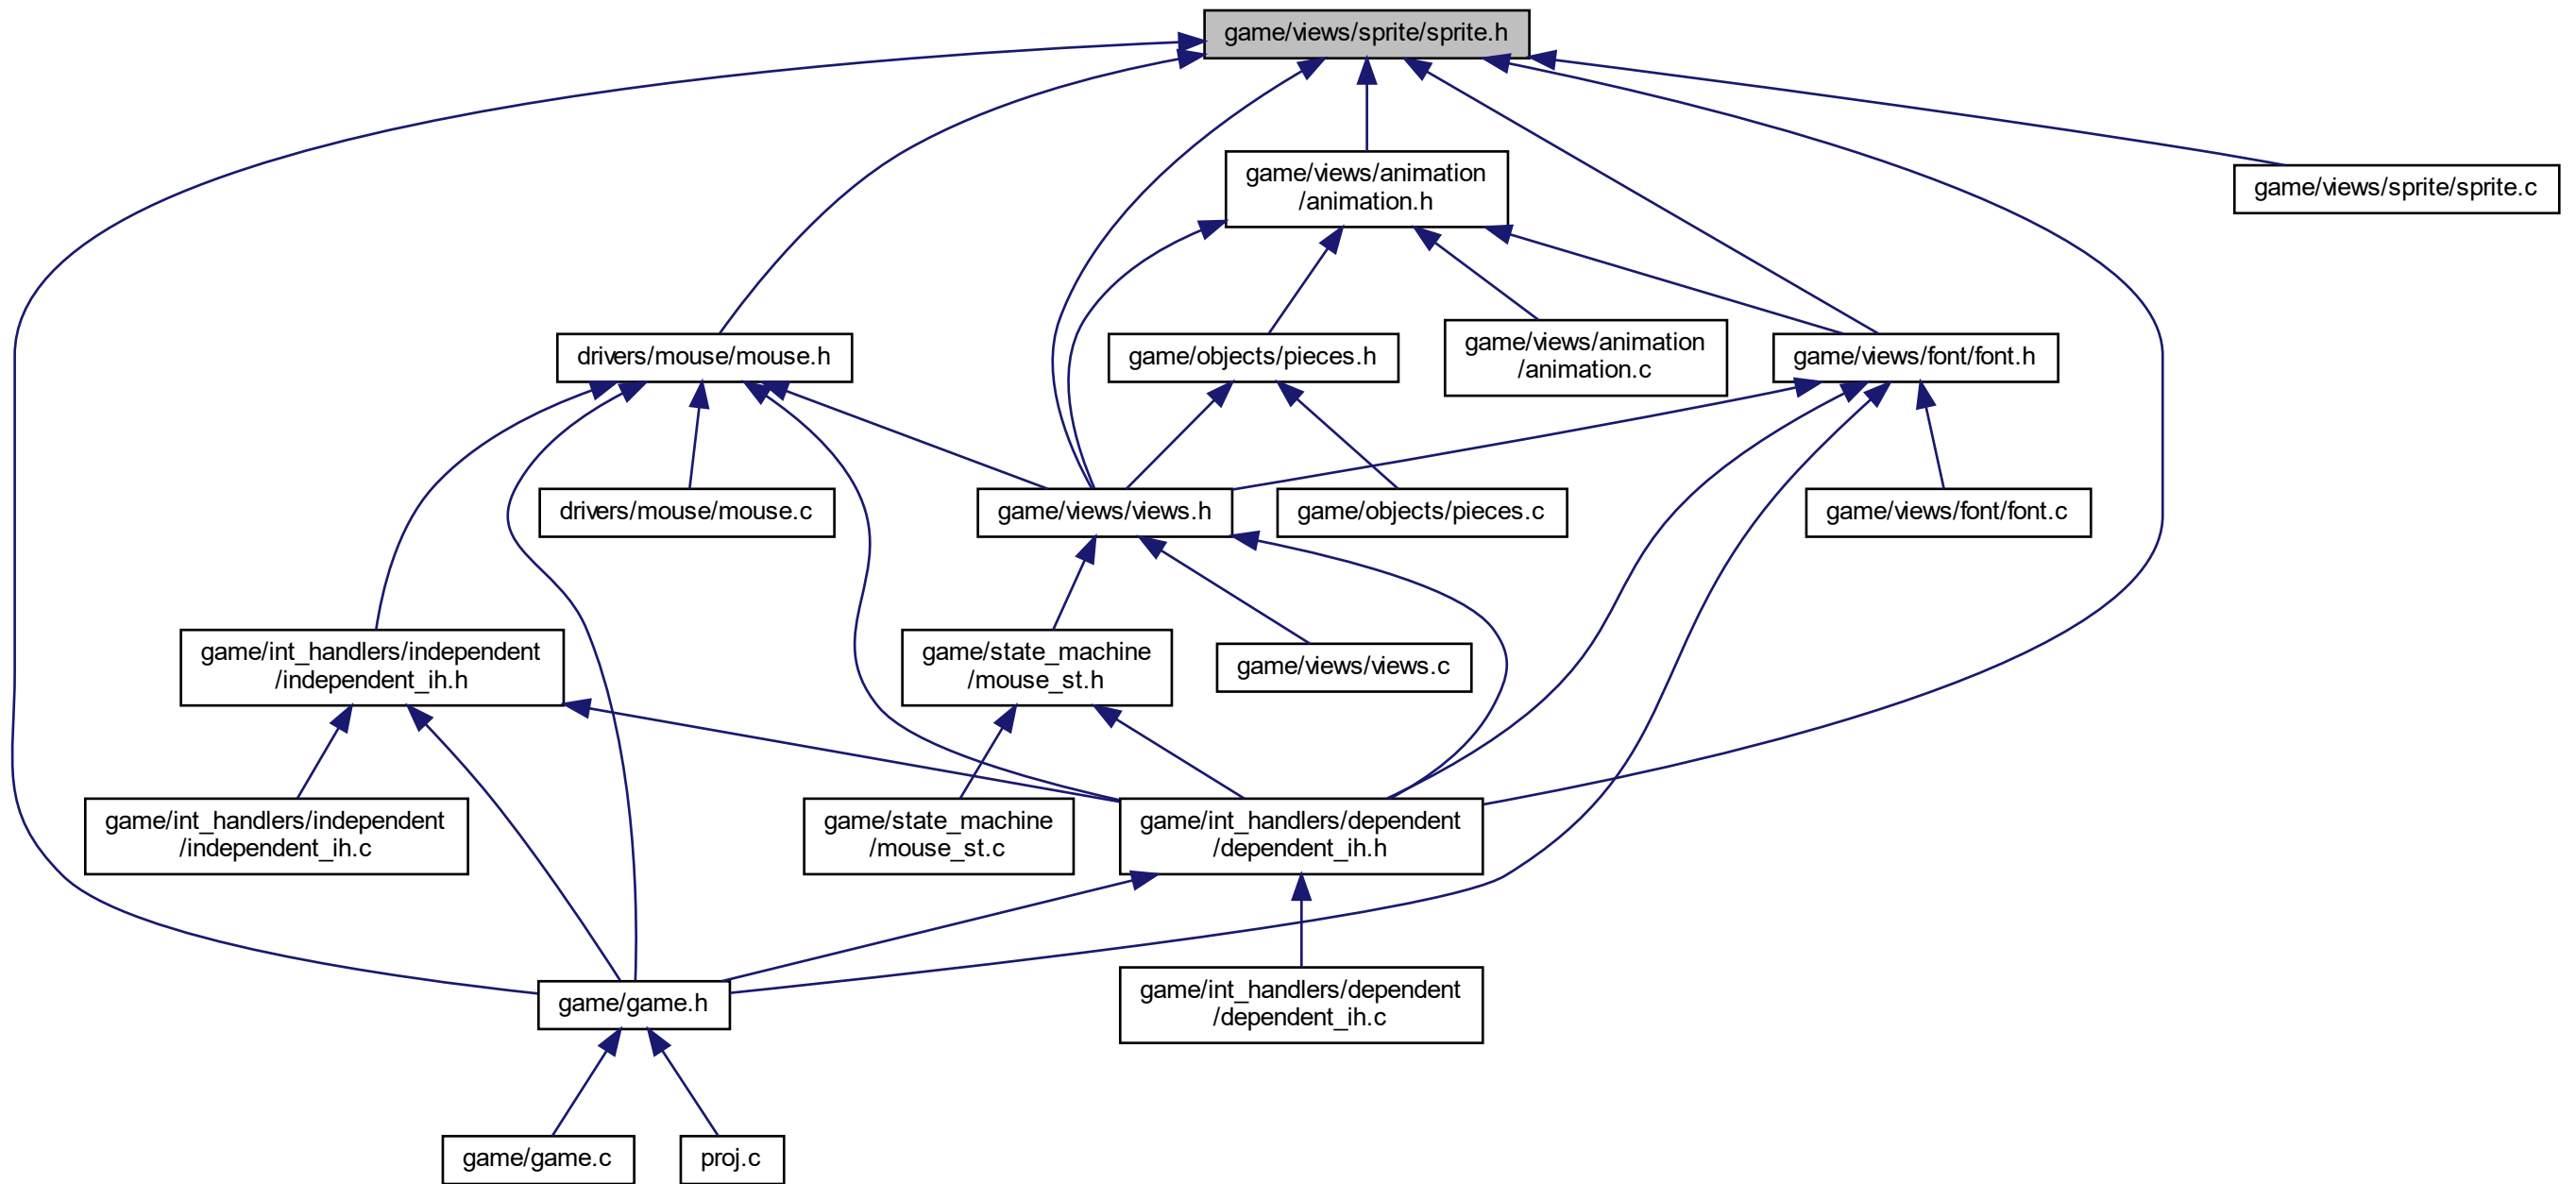 game/views/sprite/sprite.h
game/views/animation
/animation.h
game/views/sprite/sprite.c
drivers/mouse/mouse.h
game/objects/pieces.h
game/views/animation
/animation.c
game/views/font/font.h
drivers/mouse/mouse.c
game/views/views.h
game/objects/pieces.c
game/views/font/font.c
game/int_handlers/independent
/independent_ih.h
game/state_machine
/mouse_st.h
game/views/views.c
game/int_handlers/independent
/independent_ih.c
game/state_machine
/mouse_st.c
game/int_handlers/dependent
/dependent_ih.h
game/game.h
game/int_handlers/dependent
/dependent_ih.c
game/game.c
proj.c